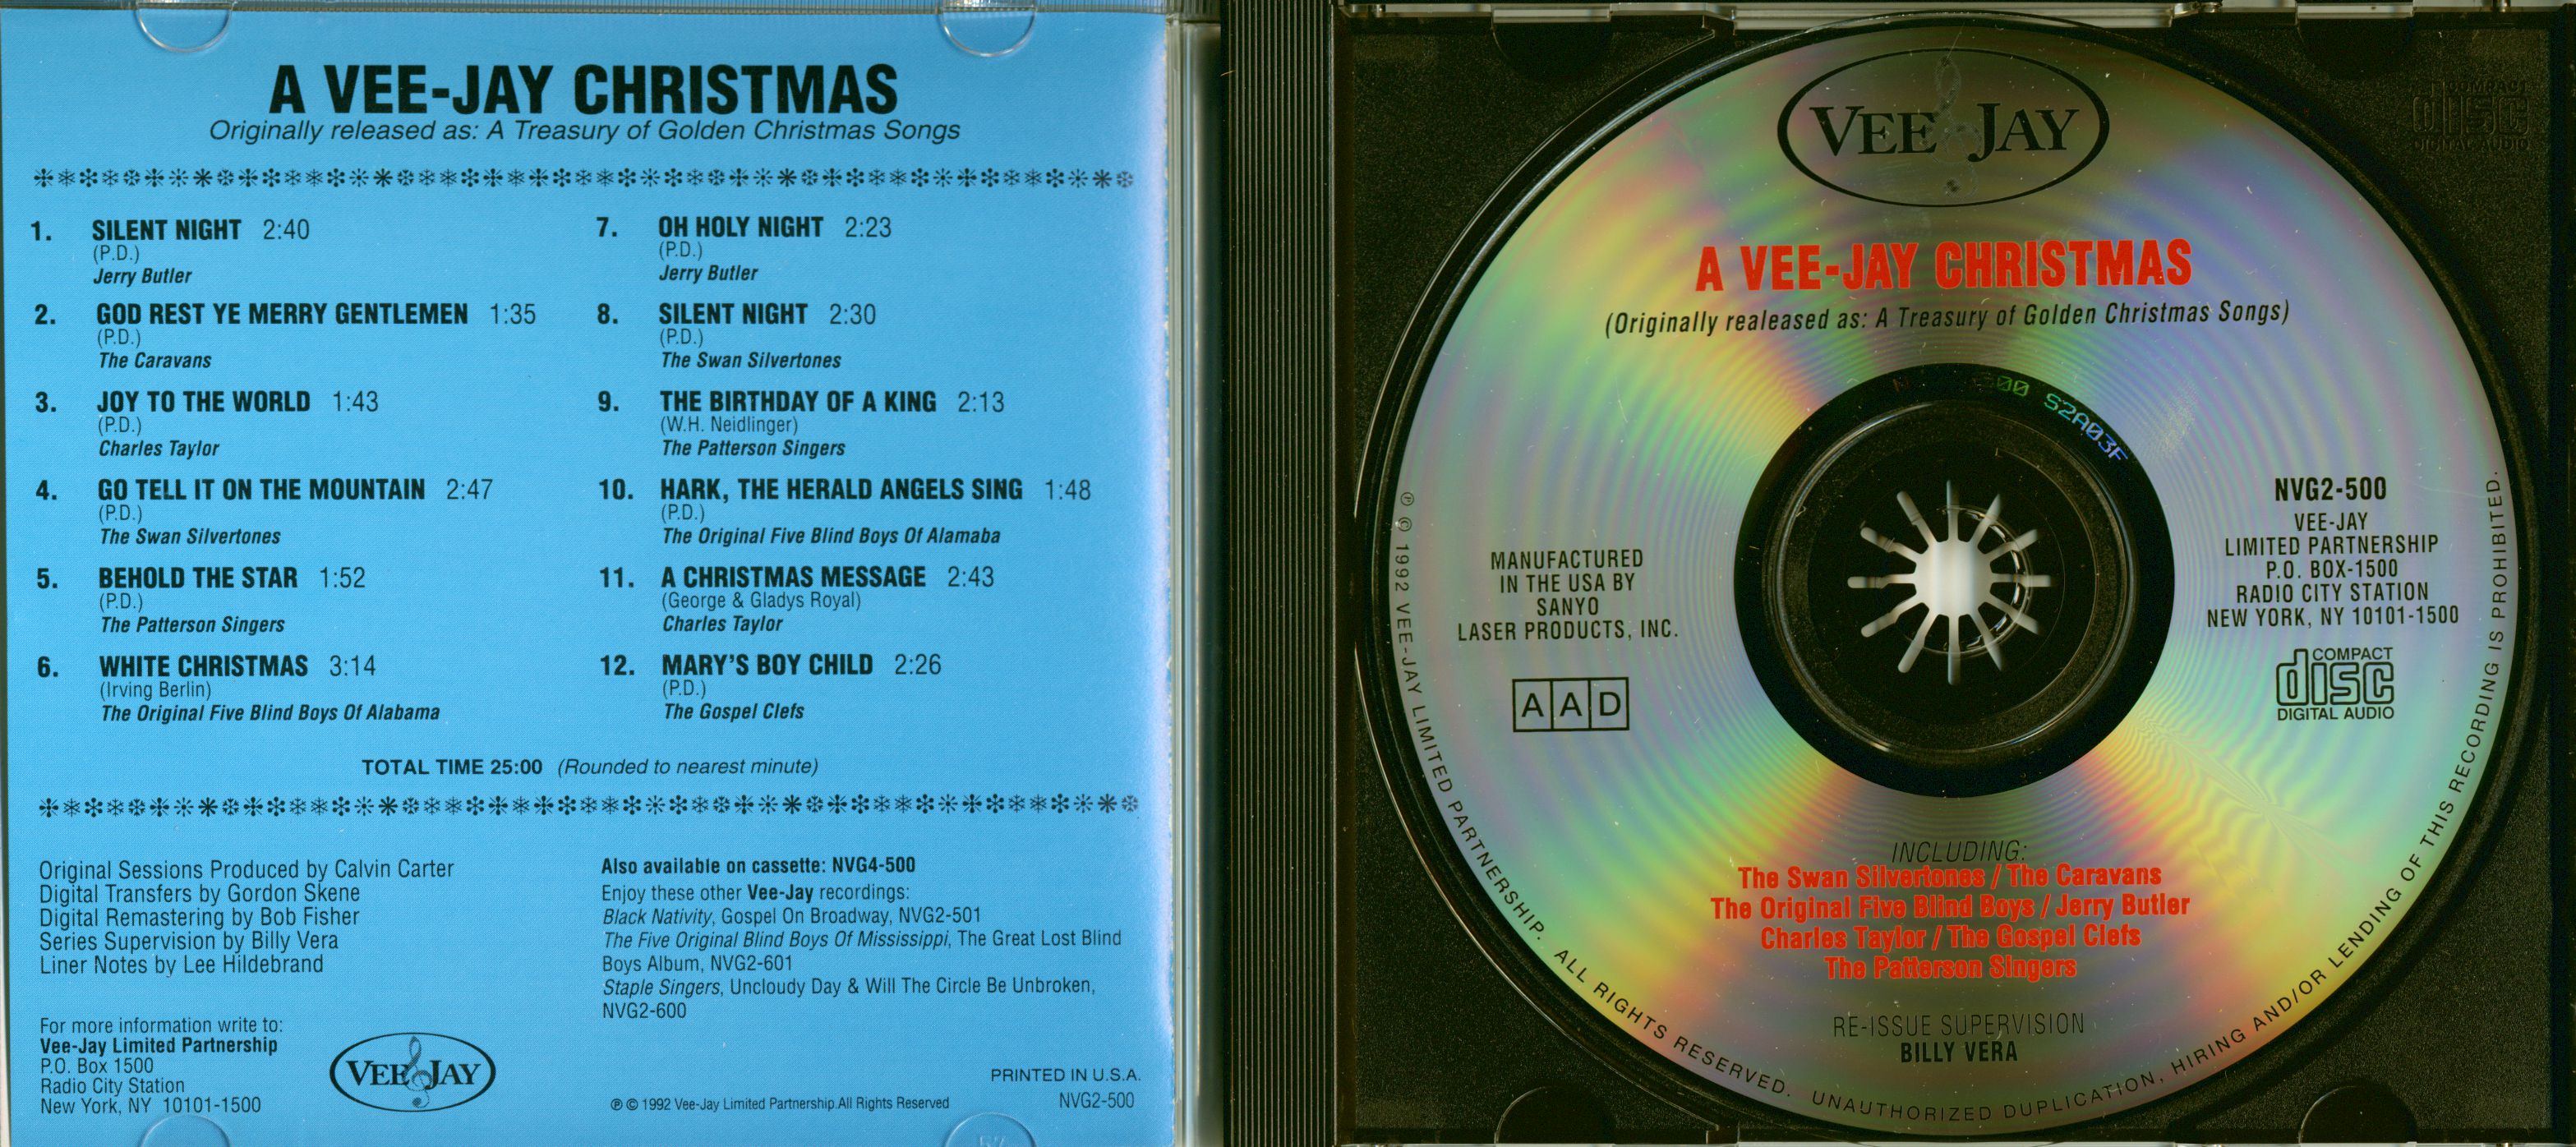 A VEE-JAY CHRISTMAS
Originally released as: A Treasury of Golden Christmas Songs
1. SILENT NIGHT 2:40
(P.D.)
Jerry Butler
2. GOD REST YE MERRY GENTLEMEN 1:35
(P.D.)
The Caravans
3. JOY TO THE WORLD 1:43
(P.D.)
Charles Taylor
4. GO TELL IT ON THE MOUNTAIN 2:47
(P.D.)
The Swan Silvertones
5. BEHOLD THE STAR 1:52
(P.D.)
The Patterson Singers
6. WHITE CHRISTMAS 3:14
(Irving Berlin)
The Original Five Blind Boys Of Alabama
7. OH HOLY NIGHT 2:23
(P.D.)
Jerry Butler
8. SILENT NIGHT 2:30
(P.D.)
The Swan Silvertones
9. THE BIRTHDAY OF A KING 2:13
(W.H. Neidlinger)
The Patterson Singers
10. HARK, THE HERALD ANGELS SING 1:48
(P.D.)
The Original Five Blind Boys Of Alamaba
11. A CHRISTMAS MESSAGE 2:43
(George & Gladys Royal)
Charles Taylor
12. MARY'S BOY CHILD 2:26
(P.D.)
The Gospel Clefs
TOTAL TIME 25:00 (Rounded to nearest minute)
Original Sessions Produced by Calvin Carter
Digital Transfers by Gordon Skene
Digital Remastering by Bob Fisher
Series Supervision by Billy Vera
Liner Notes by Lee Hildebrand
For more information write to:
Vee-Jay Limited Partnership
P.O. Box 1500
Radio City Station
New York, NY 10101-1500
VEE JAY
Also available on cassette: NVG4-500
Enjoy these other Vee-Jay recordings:
Black Nativity, Gospel On Broadway, NVG2-501
The Five Original Blind Boys Of Mississippi, The Great Lost Blind
Boys Album, NVG2-601
Staple Singers, Uncloudy Day & Will The Circle Be Unbroken,
NVG2-600
PRINTED IN U.S.A.
NVG2-500
℗ © 1992 Vee-Jay Limited Partnership.All Rights Reserved
VEE JAY
A VEE-JAY CHRISTMAS
(Originally realeased as: A Treasury of Golden Christmas Songs)
S2A03F
MANUFACTURED
IN THE USA BY
SANYO
LASER PRODUCTS, INC.
AAD
NVG2-500
VEE-JAY
LIMITED PARTNERSHIP
P.O. BOX-1500
RADIO CITY STATION
NEW YORK, NY 10101-1500
COMPACT
disc
DIGITAL AUDIO
INCLUDING:
The Swan Silvertones / The Caravans
The Original Five Blind Boys / Jerry Butler
Charles Taylor / The Gospel Clefs
The Patterson Singers
RE-ISSUE SUPERVISION
BILLY VERA
℗ © 1992 VEE-JAY LIMITED PARTNERSHIP. ALL RIGHTS RESERVED. UNAUTHORIZED DUPLICATION, HIRING AND/OR LENDING OF THIS RECORDING IS PROHIBITED.
COMPACT
disc
DIGITAL AUDIO